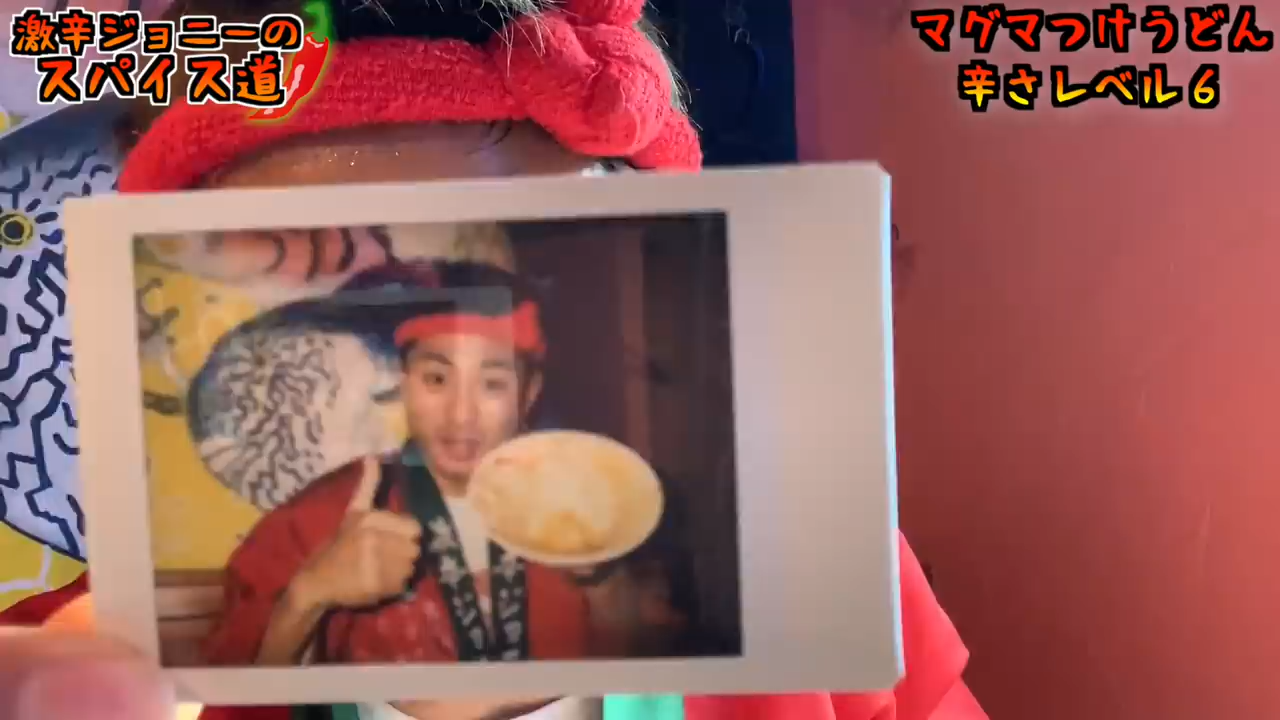 激辛ジョニーの
スパイス道
マグマつけうどん
辛さレベル6